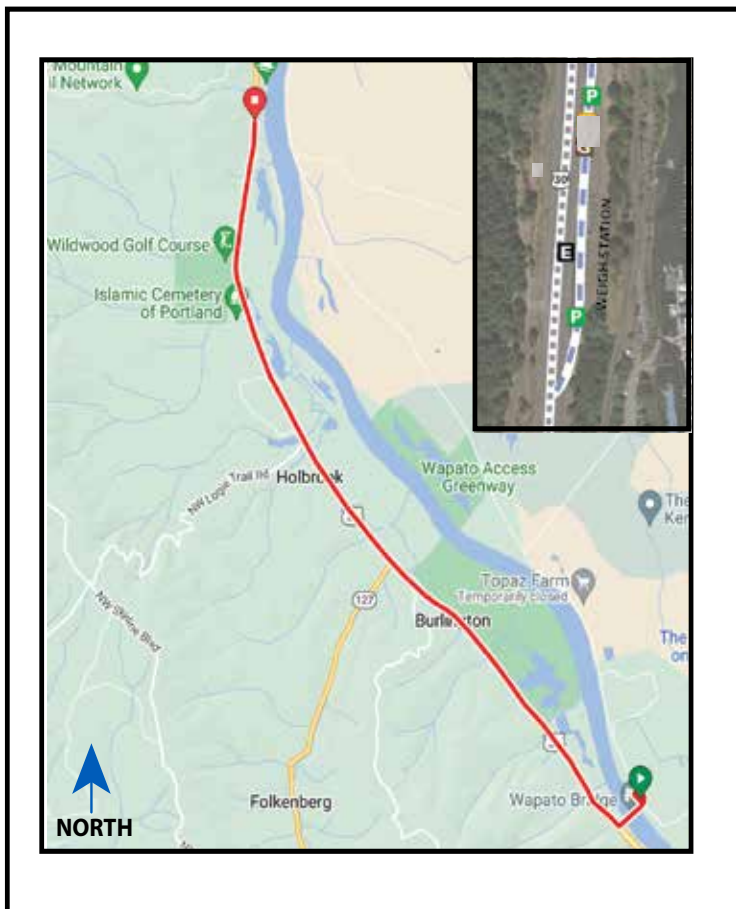 Mountain
il Network
Wildwood Golf Course
Islamic Cemetery
of Portland
30
E
WEIGH STATION
P
P
NW Logie Trail Rd
Holbrook
Wapato Access
Greenway
The
Ker
127
Topaz Farm
Temporarily closed
Burlington
NW Skyline Blvd
The
on
Folkenberg
Wapato Bridge
NORTH